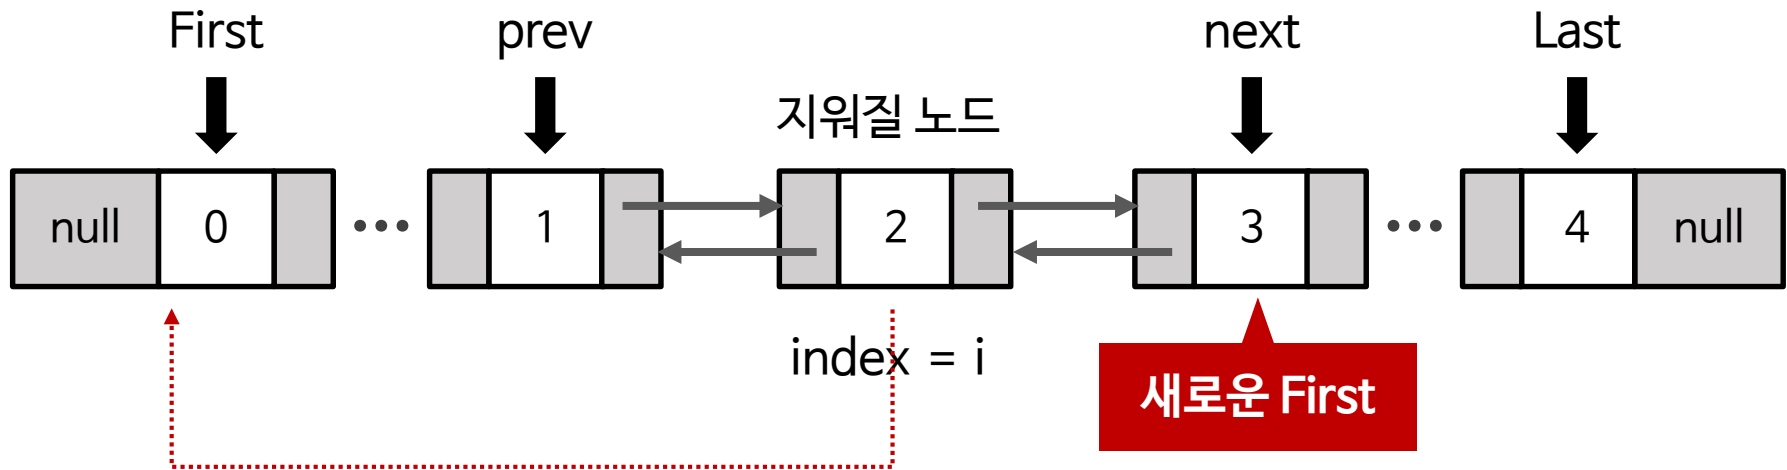 First prev next Last
지워질 노드
null 0 1 2 3 4 null
index = i
새로운 First